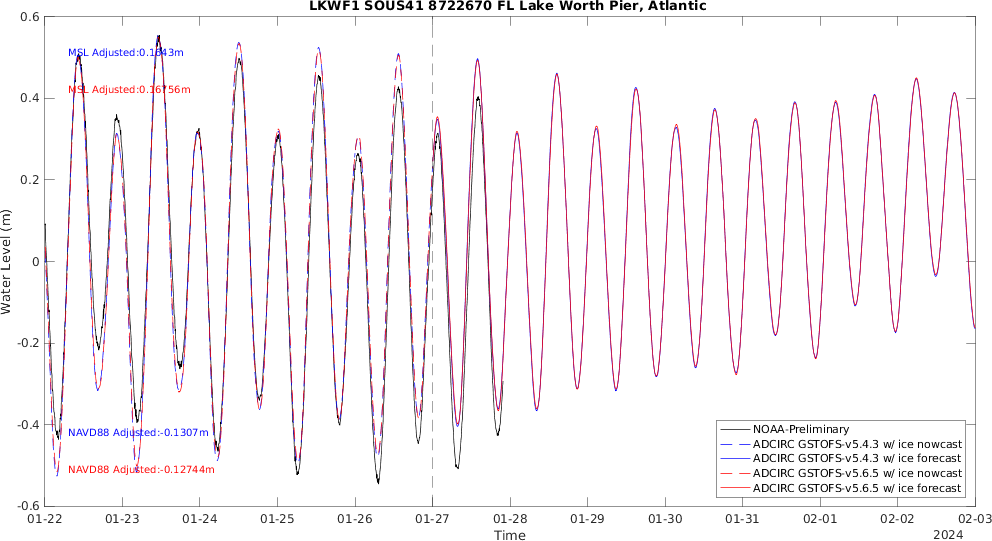 LKWF1 SOUS41 8722670 FL Lake Worth Pier, Atlantic
0.6
0.4
0.2
0
-0.2
-0.4
-0.6
Water Level (m)
MSL Adjusted:0.1643m
MSL Adjusted:0.16756m
NAVD88 Adjusted:-0.1307m
NAVD88 Adjusted:-0.12744m
NOAA-Preliminary
ADCIRC GSTOFS-v5.4.3 w/ ice nowcast
ADCIRC GSTOFS-v5.4.3 w/ ice forecast
ADCIRC GSTOFS-v5.6.5 w/ ice nowcast
ADCIRC GSTOFS-v5.6.5 w/ ice forecast
01-22 01-23 01-24 01-25 01-26 01-27 01-28 01-29 01-30 01-31 02-01 02-02 02-03
Time
2024